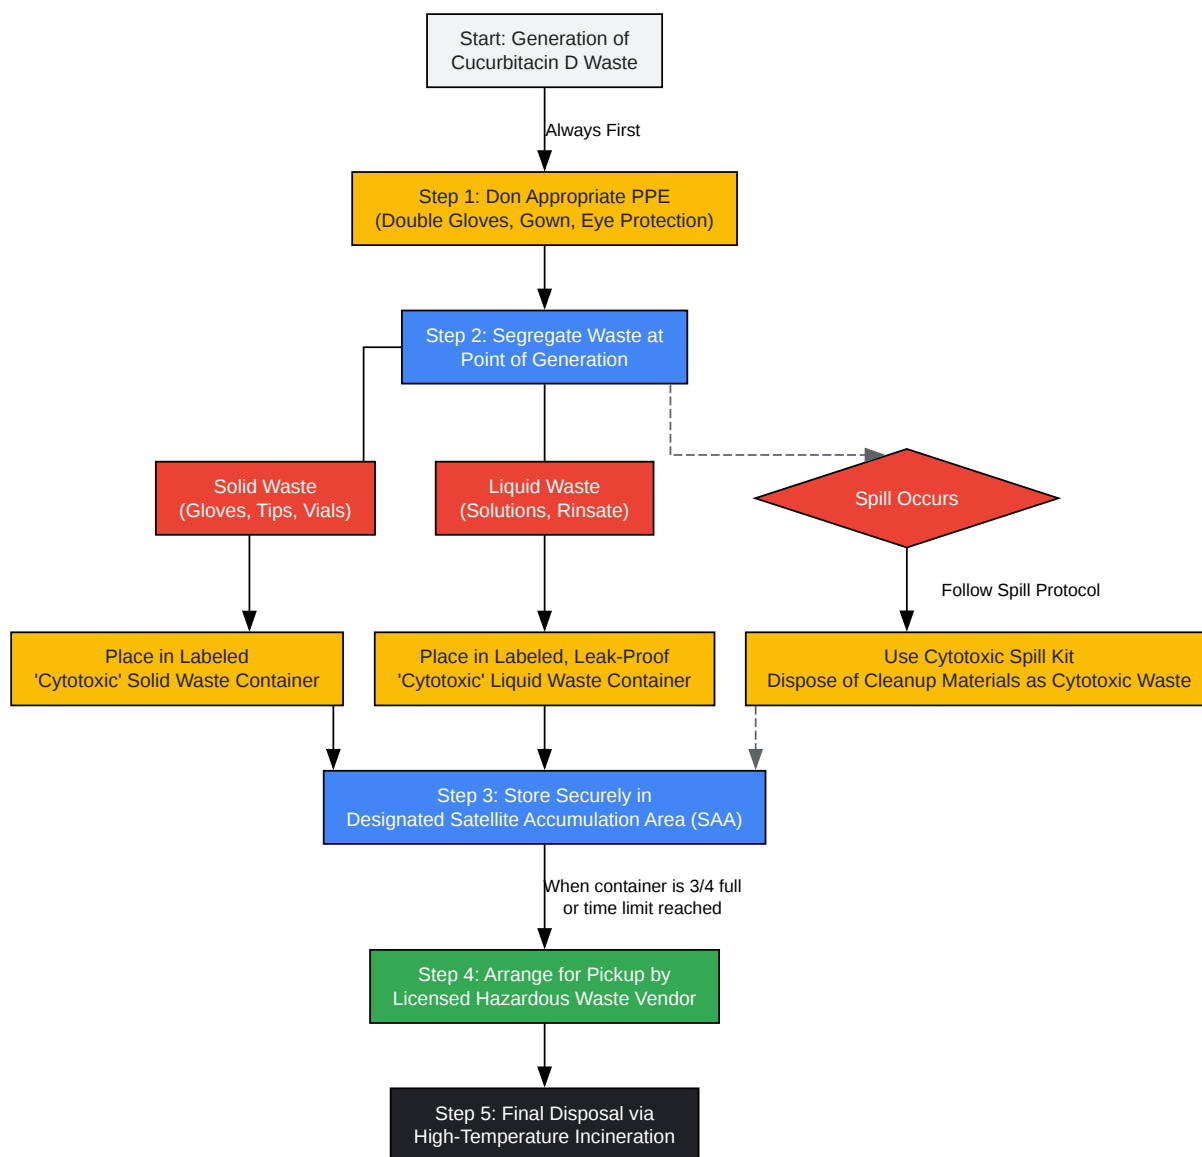 Start: Generation of
Cucurbitacin D Waste
Always First
Step 1: Don Appropriate PPE
(Double Gloves, Gown, Eye Protection)
Step 2: Segregate Waste at
Point of Generation
Solid Waste
(Gloves, Tips, Vials)
Liquid Waste
(Solutions, Rinsate)
Spill Occurs
Follow Spill Protocol
Place in Labeled
'Cytotoxic' Solid Waste Container
Place in Labeled, Leak-Proof
'Cytotoxic' Liquid Waste Container
Use Cytotoxic Spill Kit
Dispose of Cleanup Materials as Cytotoxic Waste
Step 3: Store Securely in
Designated Satellite Accumulation Area (SAA)
When container is 3/4 full
or time limit reached
Step 4: Arrange for Pickup by
Licensed Hazardous Waste Vendor
Step 5: Final Disposal via
High-Temperature Incineration